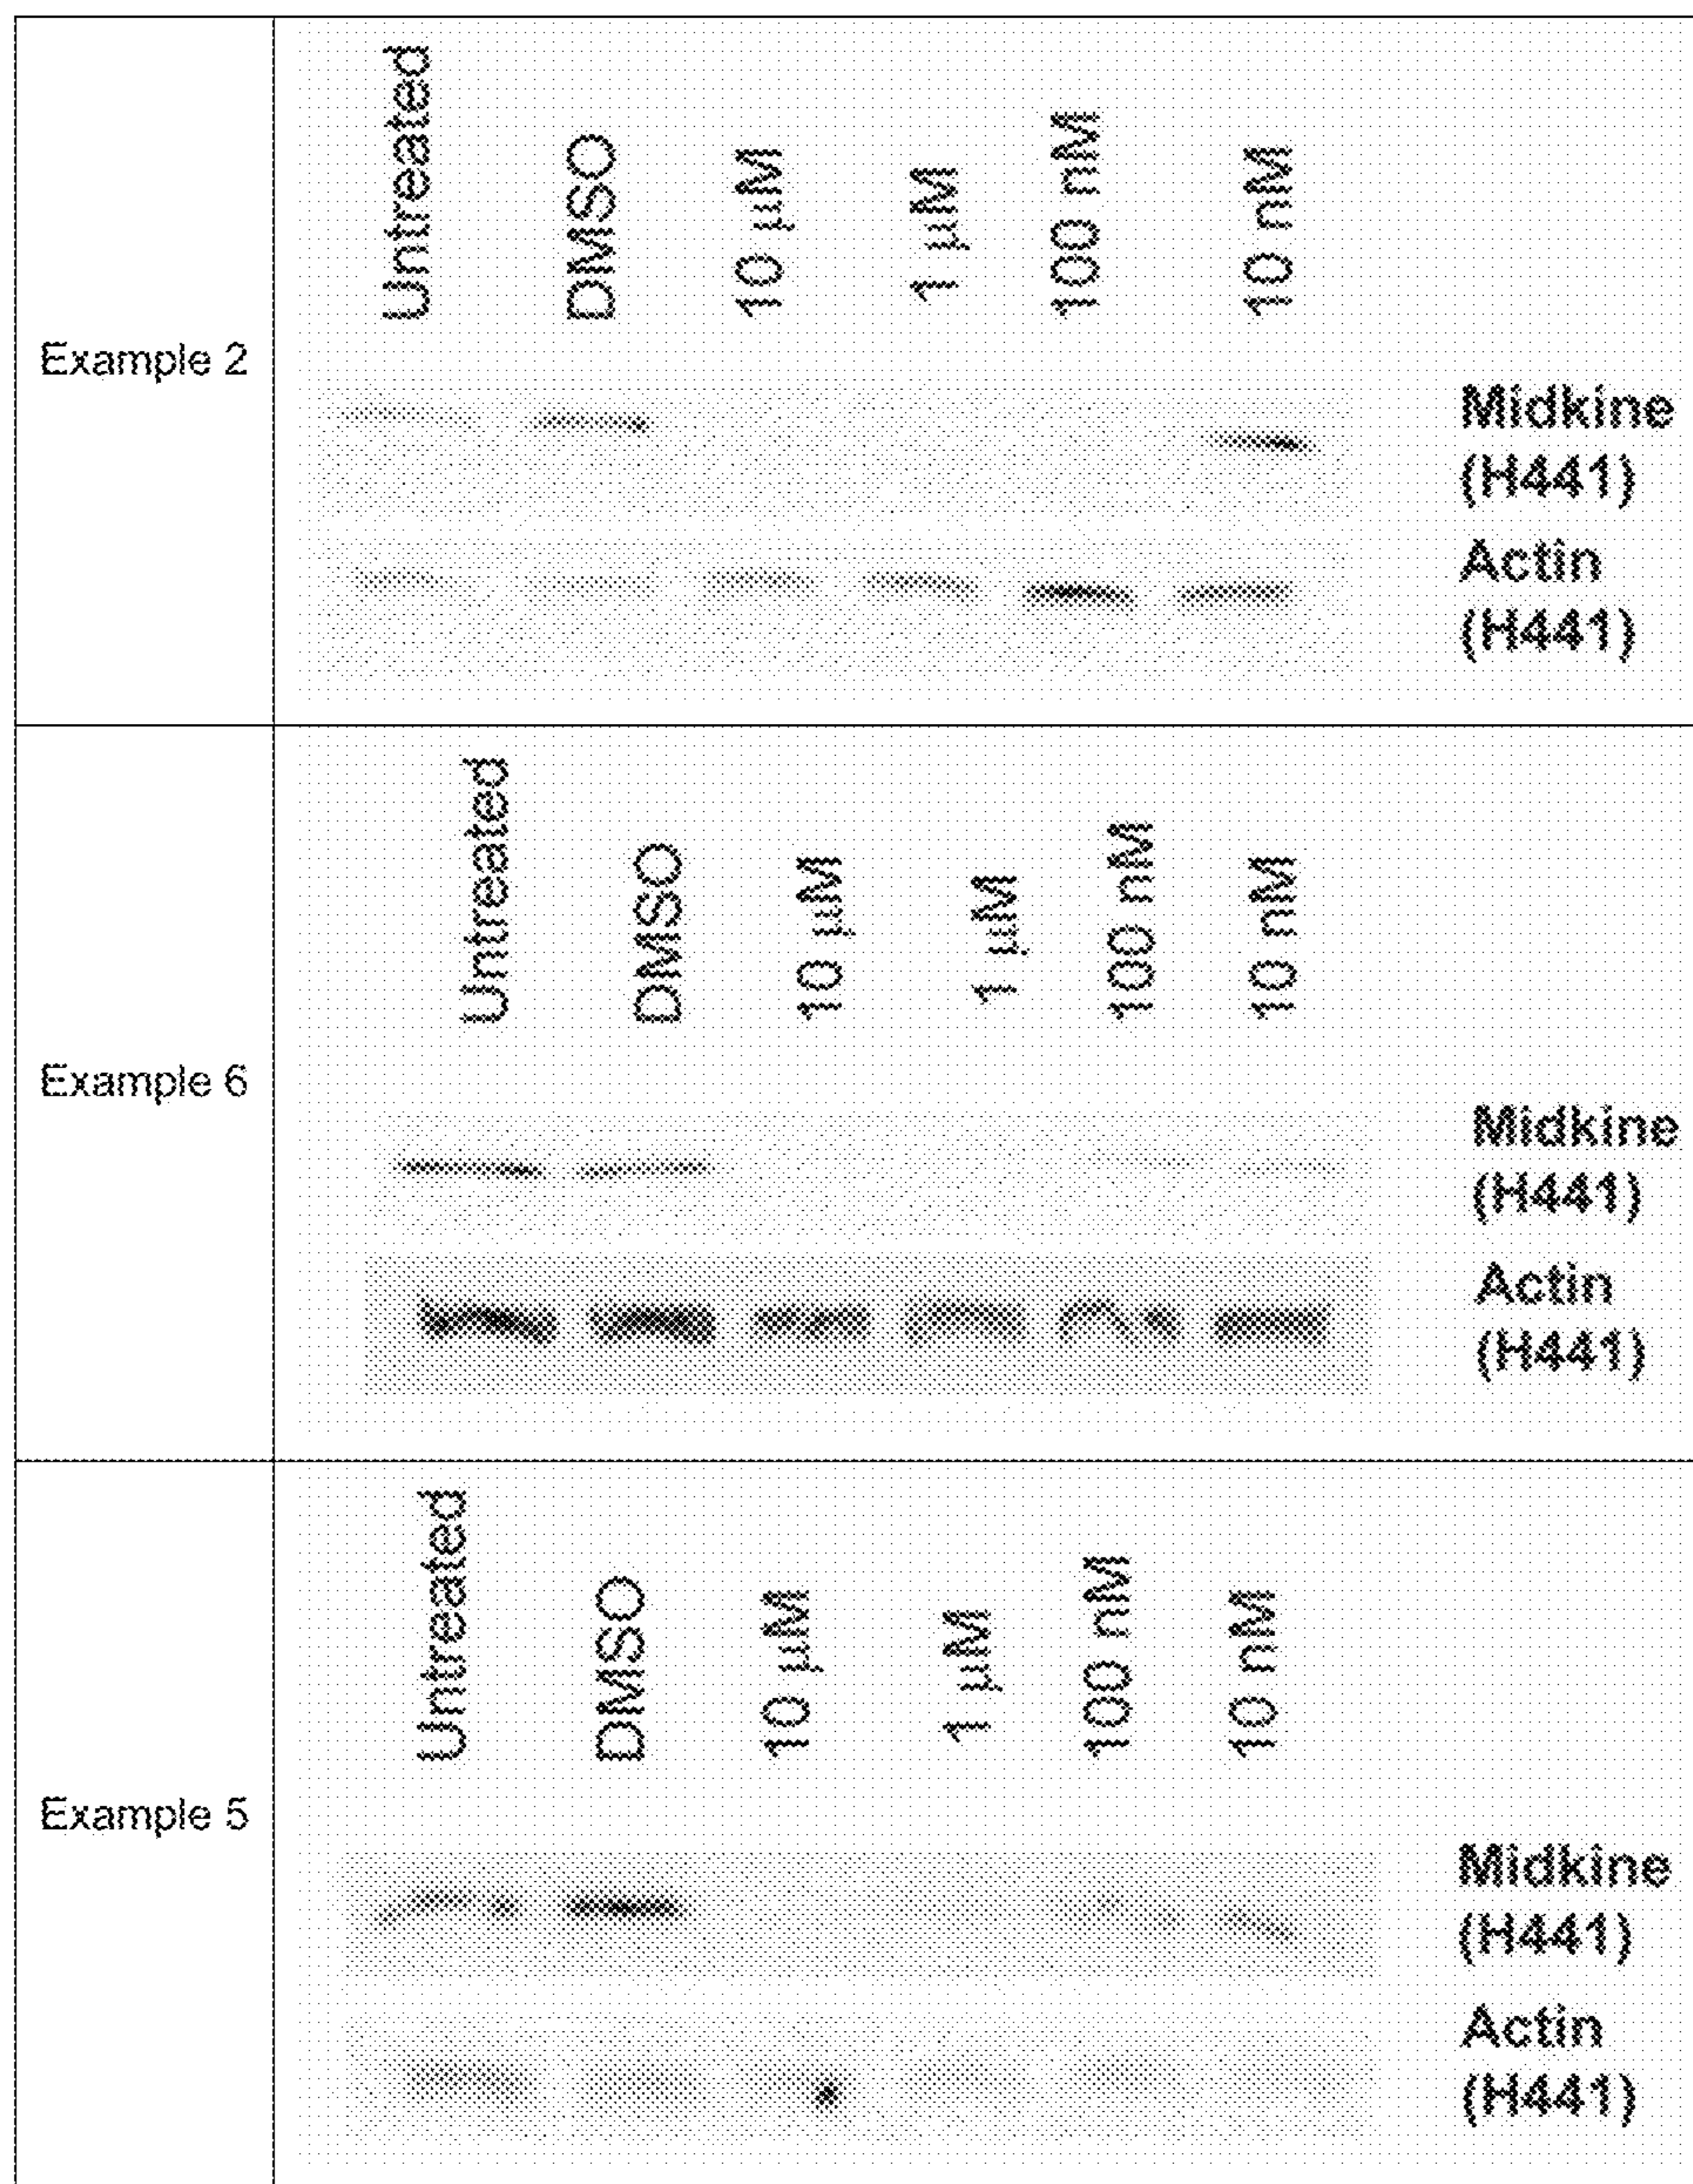 Example 2
Untreated
DMSO
10 µM
1 µM
100 nM
10 nM
Midkine
(H441)
Actin
(H441)
Example 6
Untreated
DMSO
10 µM
1 µM
100 nM
10 nM
Midkine
(H441)
Actin
(H441)
Example 5
Untreated
DMSO
10 µM
1 µM
100 nM
10 nM
Midkine
(H441)
Actin
(H441)